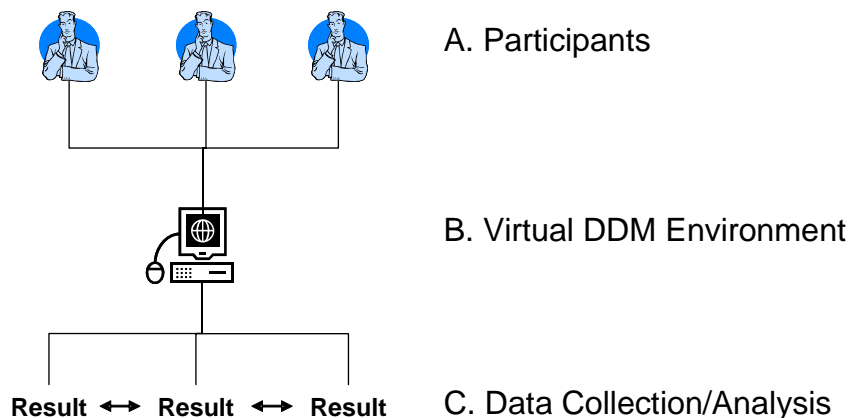 A. Participants
B. Virtual DDM Environment
Result ↔ Result ↔ Result
C. Data Collection/Analysis